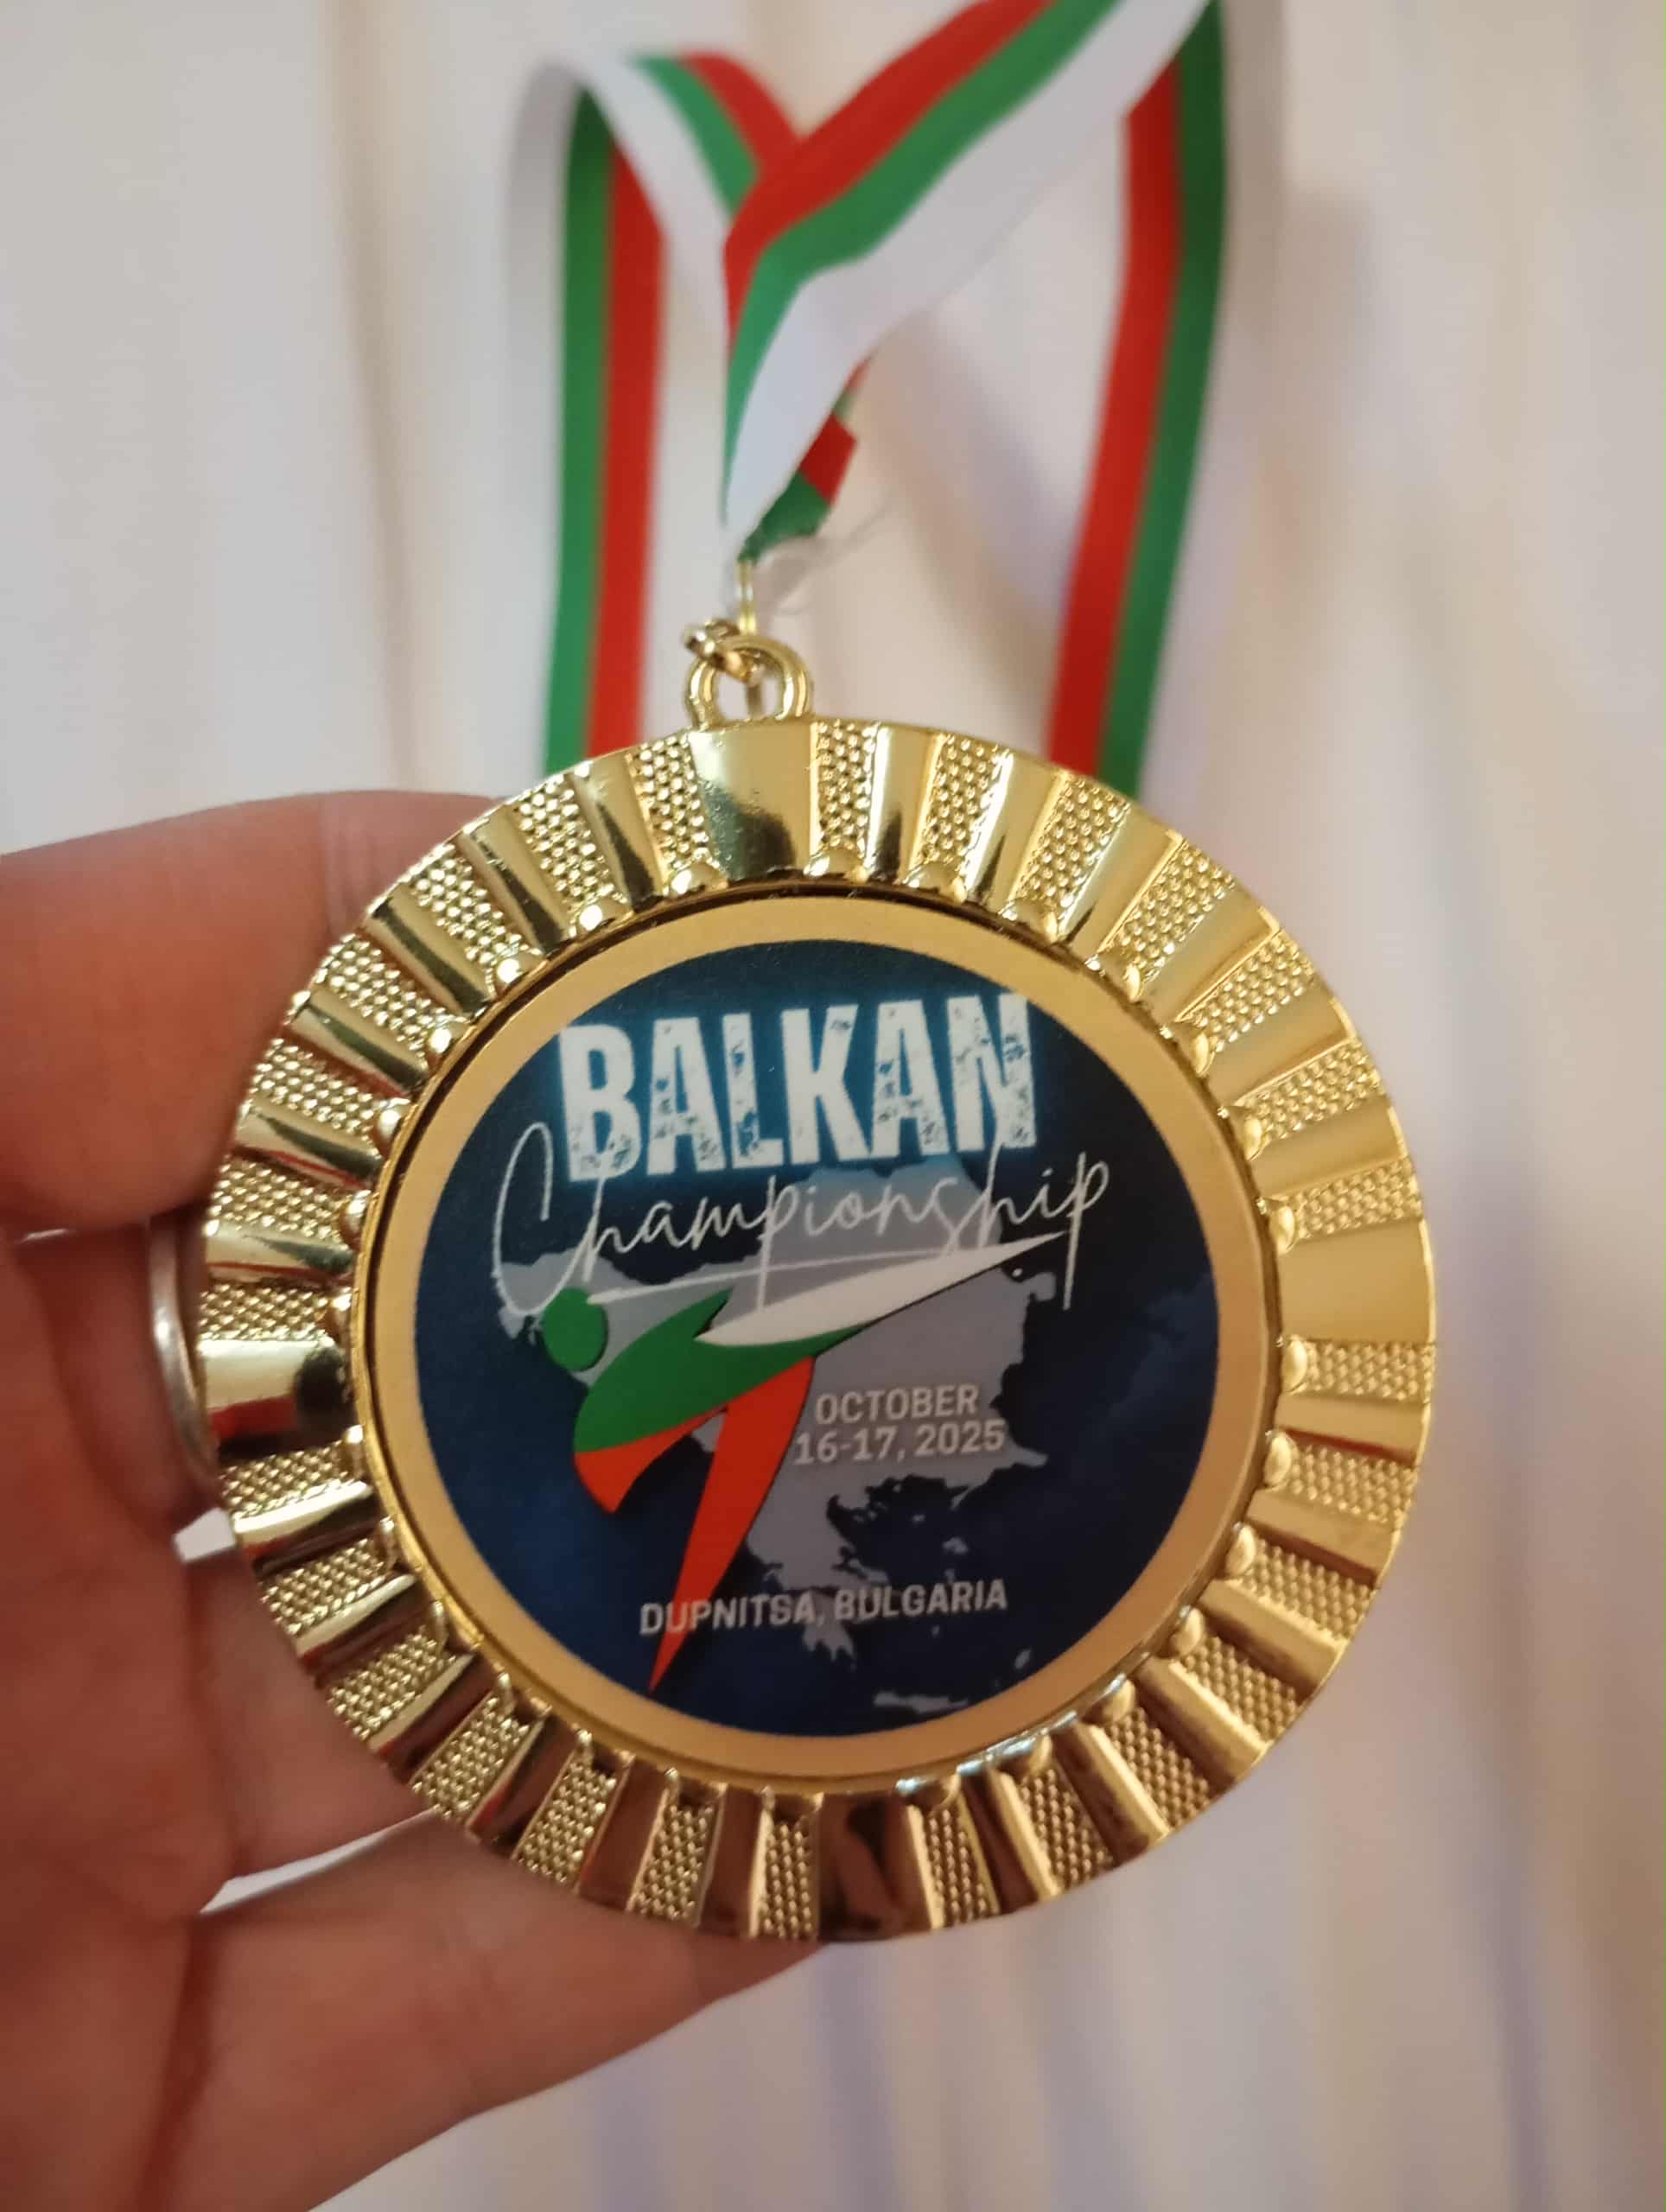 BALKAN
Championship
OCTOBER
16-17, 2025
DUPNITSA, BULGARIA